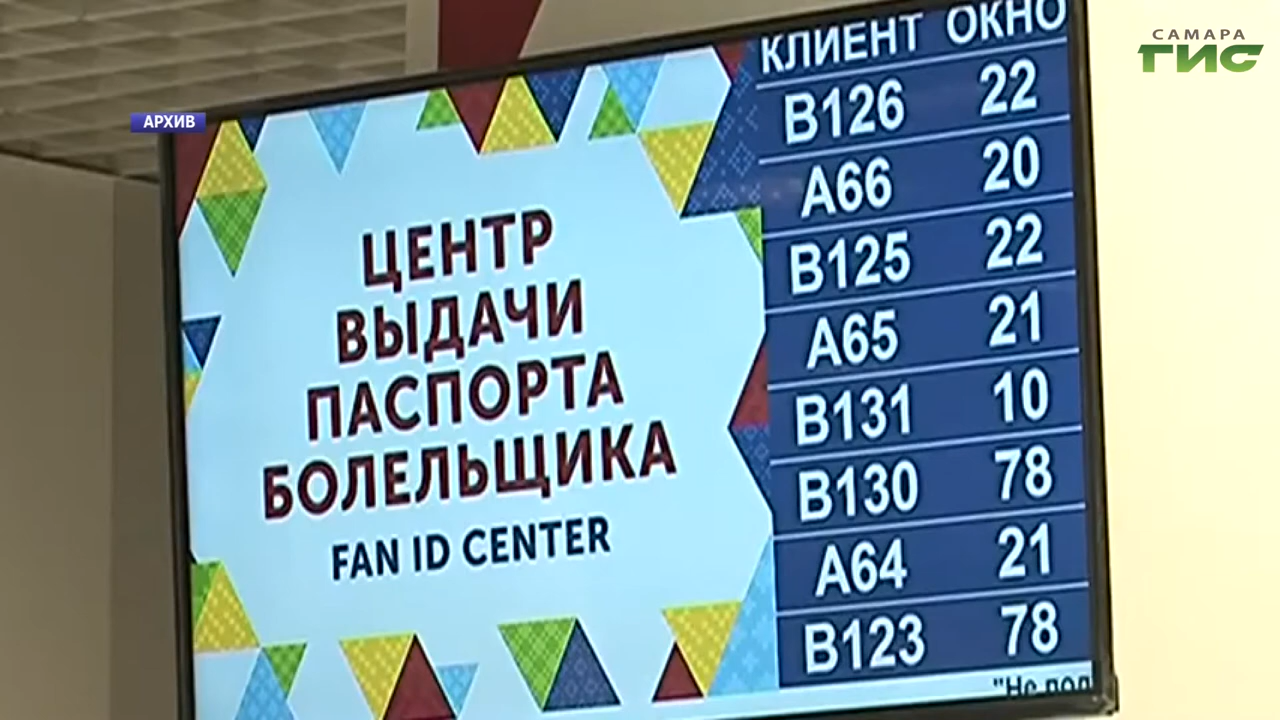 САМАРА
ГИС
АРХИВ
ЦЕНТР
ВЫДАЧИ
ПАСПОРТА
БОЛЕЛЬЩИКА
FAN ID CENTER
КЛИЕНТ ОКНО
В126 22
А66 20
В125 22
А65 21
В131 10
В130 78
А64 21
В123 78
"Не